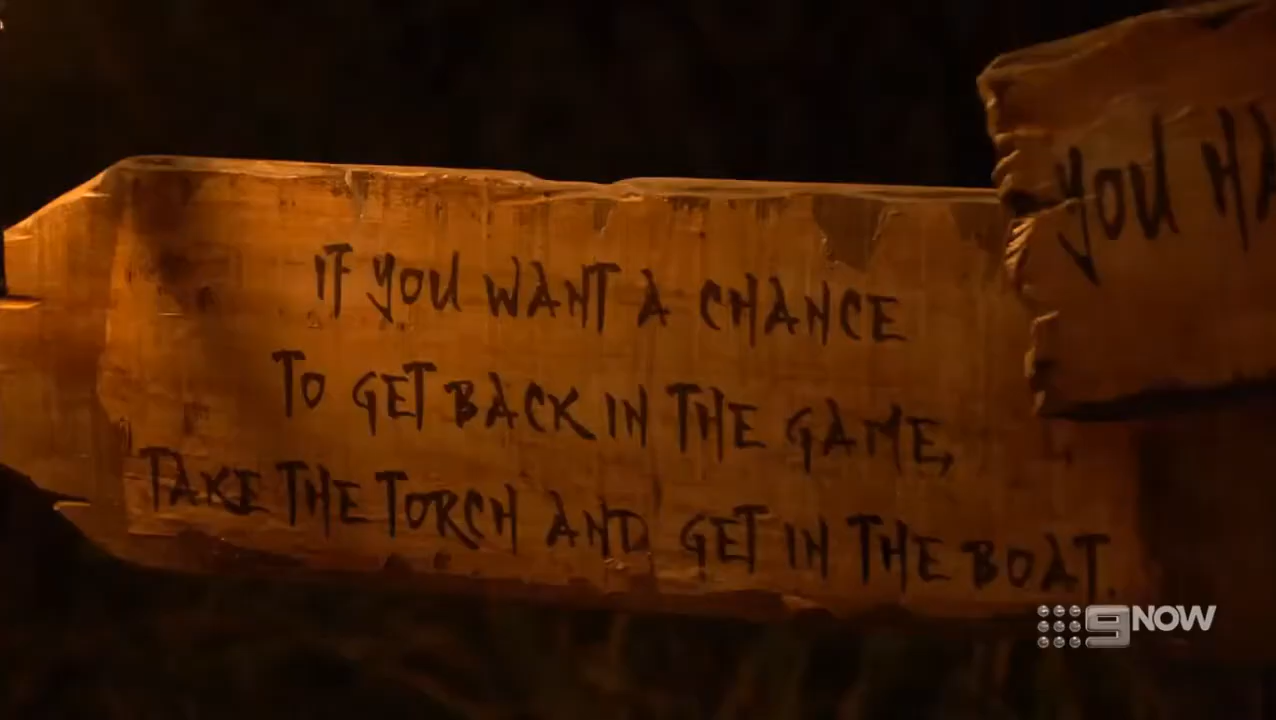 IF YOU WANT A CHANCE
TO GET BACK IN THE GAME,
TAKE THE TORCH AND GET IN THE BOAT.
YOU
9NOW